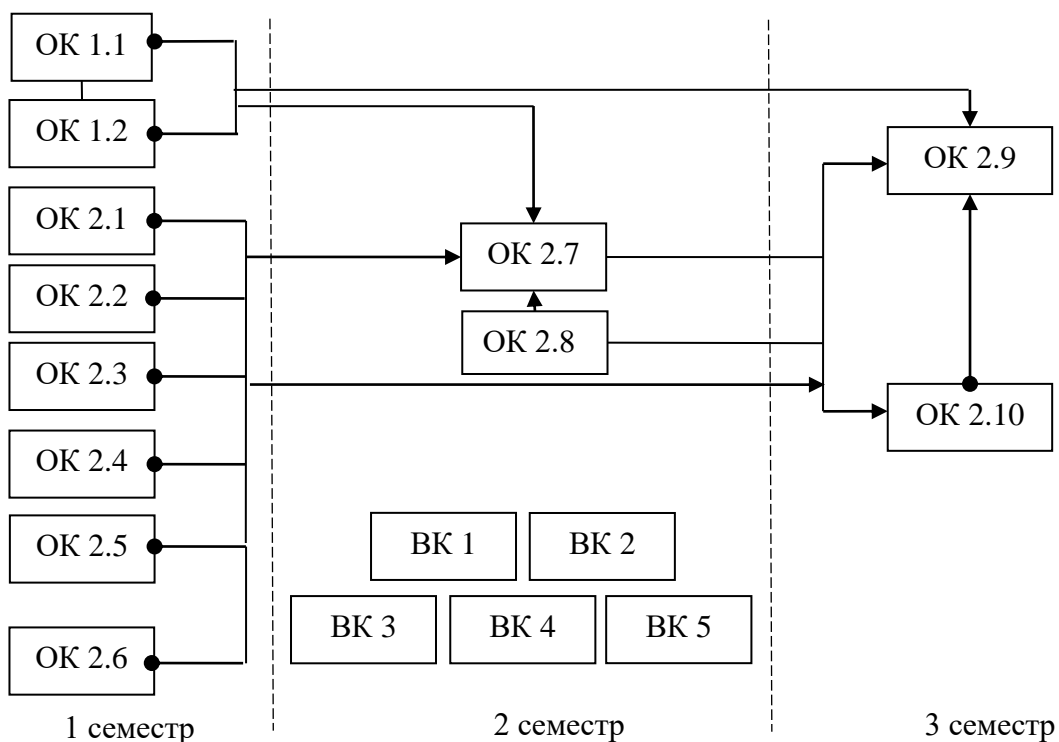 ОК 1.1
ОК 1.2
ОК 2.1
ОК 2.2
ОК 2.3
ОК 2.4
ОК 2.5
ОК 2.6
1 семестр
ОК 2.7
ОК 2.8
ВК 1
ВК 2
ВК 3
ВК 4
ВК 5
2 семестр
ОК 2.9
ОК 2.10
3 семестр